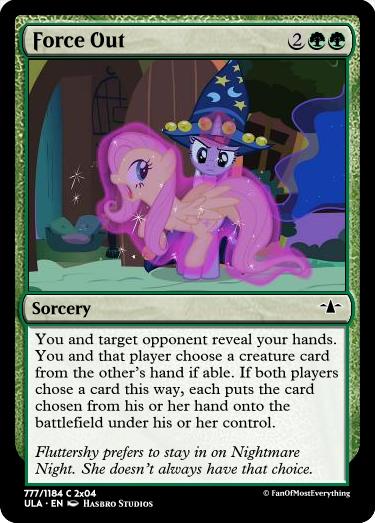 Force Out 2
Sorcery
You and target opponent reveal your hands.
You and that player choose a creature card
from the other's hand if able. If both players
chose a card this way, each puts the card
chosen from his or her hand onto the
battlefield under his or her control.
Fluttershy prefers to stay in on Nightmare
Night. She doesn't always have that choice.
777/1184 C 2x04
ULA • EN HASBRO STUDIOS
© FanOfMostEverything